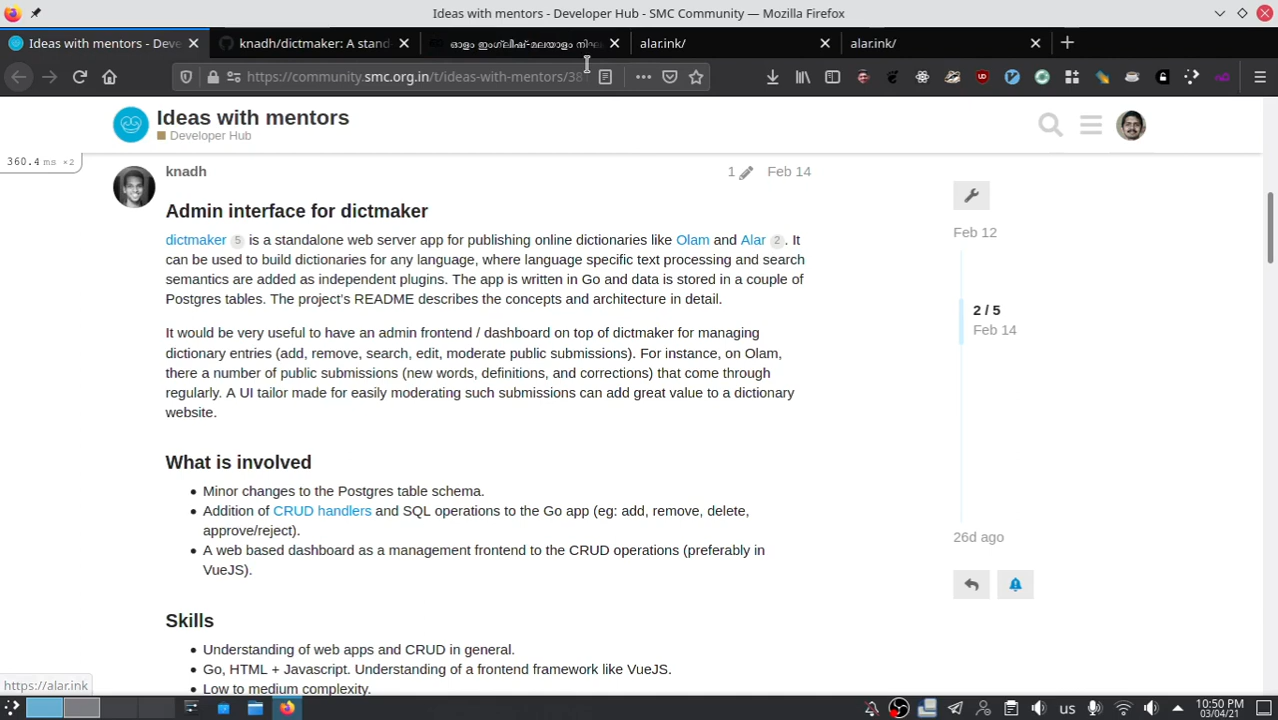 Ideas with mentors - Developer Hub - SMC Community — Mozilla Firefox
Ideas with mentors - Deve
knadh/dictmaker: A stand
ഓളം ഇംഗ്ലീഷ്-മലയാളം നിഘ
alar.ink/
alar.ink/
https://community.smc.org.in/t/ideas-with-mentors/38
Ideas with mentors
Developer Hub
360.4 ms ×2
knadh
1
Feb 14
Admin interface for dictmaker
dictmaker 5 is a standalone web server app for publishing online dictionaries like Olam and Alar 2 . It
can be used to build dictionaries for any language, where language specific text processing and search
semantics are added as independent plugins. The app is written in Go and data is stored in a couple of
Postgres tables. The project's README describes the concepts and architecture in detail.
It would be very useful to have an admin frontend / dashboard on top of dictmaker for managing
dictionary entries (add, remove, search, edit, moderate public submissions). For instance, on Olam,
there a number of public submissions (new words, definitions, and corrections) that come through
regularly. A UI tailor made for easily moderating such submissions can add great value to a dictionary
website.
What is involved
Minor changes to the Postgres table schema.
Addition of CRUD handlers and SQL operations to the Go app (eg: add, remove, delete,
approve/reject).
A web based dashboard as a management frontend to the CRUD operations (preferably in
VueJS).
Skills
Understanding of web apps and CRUD in general.
Go, HTML + Javascript. Understanding of a frontend framework like VueJS.
Low to medium complexity.
Feb 12
2 / 5
Feb 14
26d ago
https://alar.ink
us
10:50 PM
03/04/21